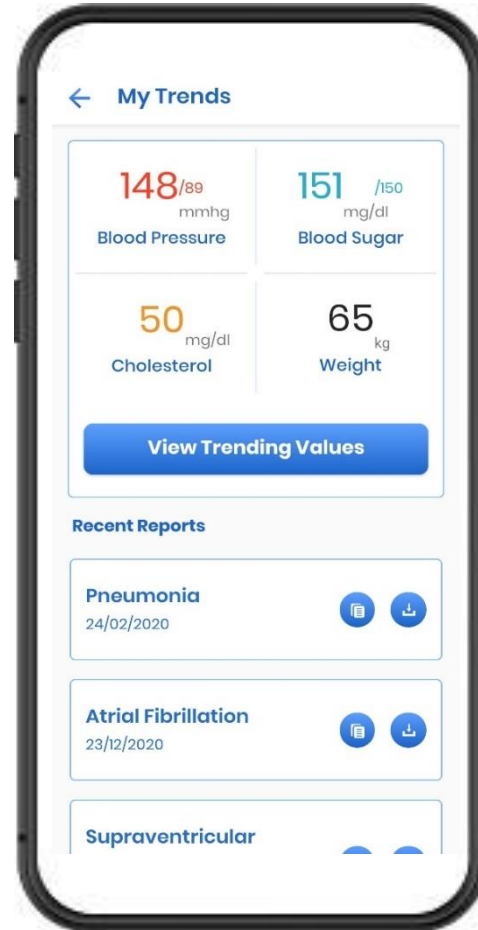 My Trends
148/89 151 /150
mmhg mg/dl
Blood Pressure Blood Sugar
50 65
mg/dl kg
Cholesterol Weight
View Trending Values
Recent Reports
Pneumonia
24/02/2020
Atrial Fibrillation
23/12/2020
Supraventricular